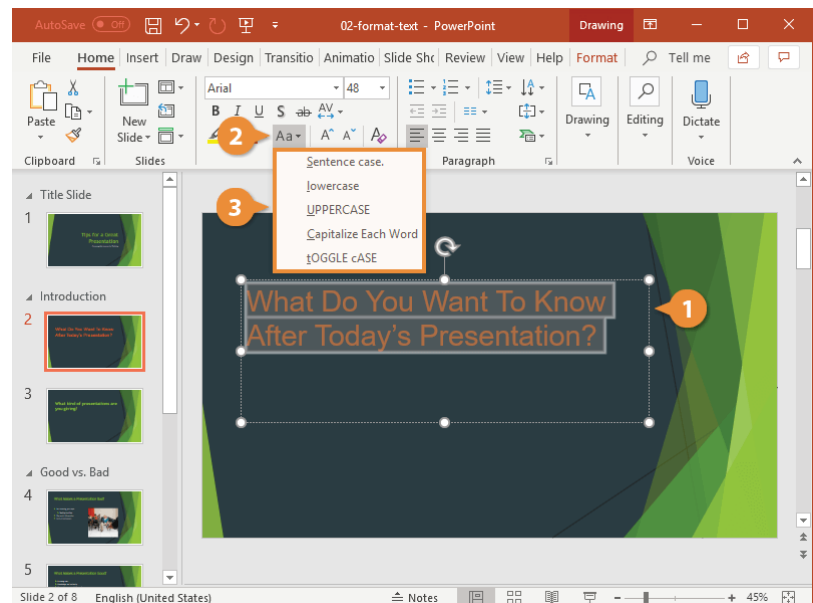 AutoSave Off 02-format-text - PowerPoint Drawing
File Home Insert Draw Design Transitio Animatio Slide Sho Review View Help Format Tell me
Arial 48
B I U S ab AV
Aa A A A
Paste New Slide Drawing Editing Dictate
Clipboard Slides Paragraph Voice
2
Sentence case.
lowercase
UPPERCASE
Capitalize Each Word
tOGGLE cASE
3
Title Slide
1
Tips for a Great
Presentation
Introduction
2
What Do You Want To Know
After Today's Presentation?
3
What kind of presentations are
you giving?
Good vs. Bad
4
5
What Do You Want To Know
After Today's Presentation?
1
Slide 2 of 8 English (United States) Notes 45%